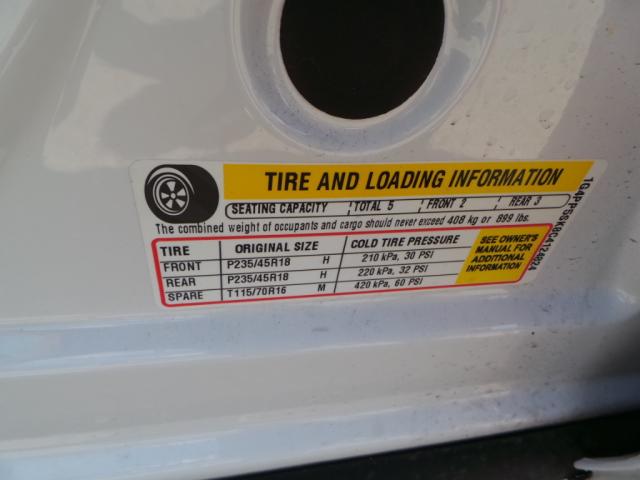 TIRE AND LOADING INFORMATION
SEATING CAPACITY TOTAL 5 FRONT 2 REAR 3
The combined weight of occupants and cargo should never exceed 408 kg or 899 lbs.
TIRE ORIGINAL SIZE COLD TIRE PRESSURE
FRONT P235/45R18 H 210 kPa, 30 PSI
REAR P235/45R18 H 220 kPa, 32 PSI
SPARE T115/70R16 M 420 kPa, 60 PSI
SEE OWNER'S
MANUAL FOR
ADDITIONAL
INFORMATION